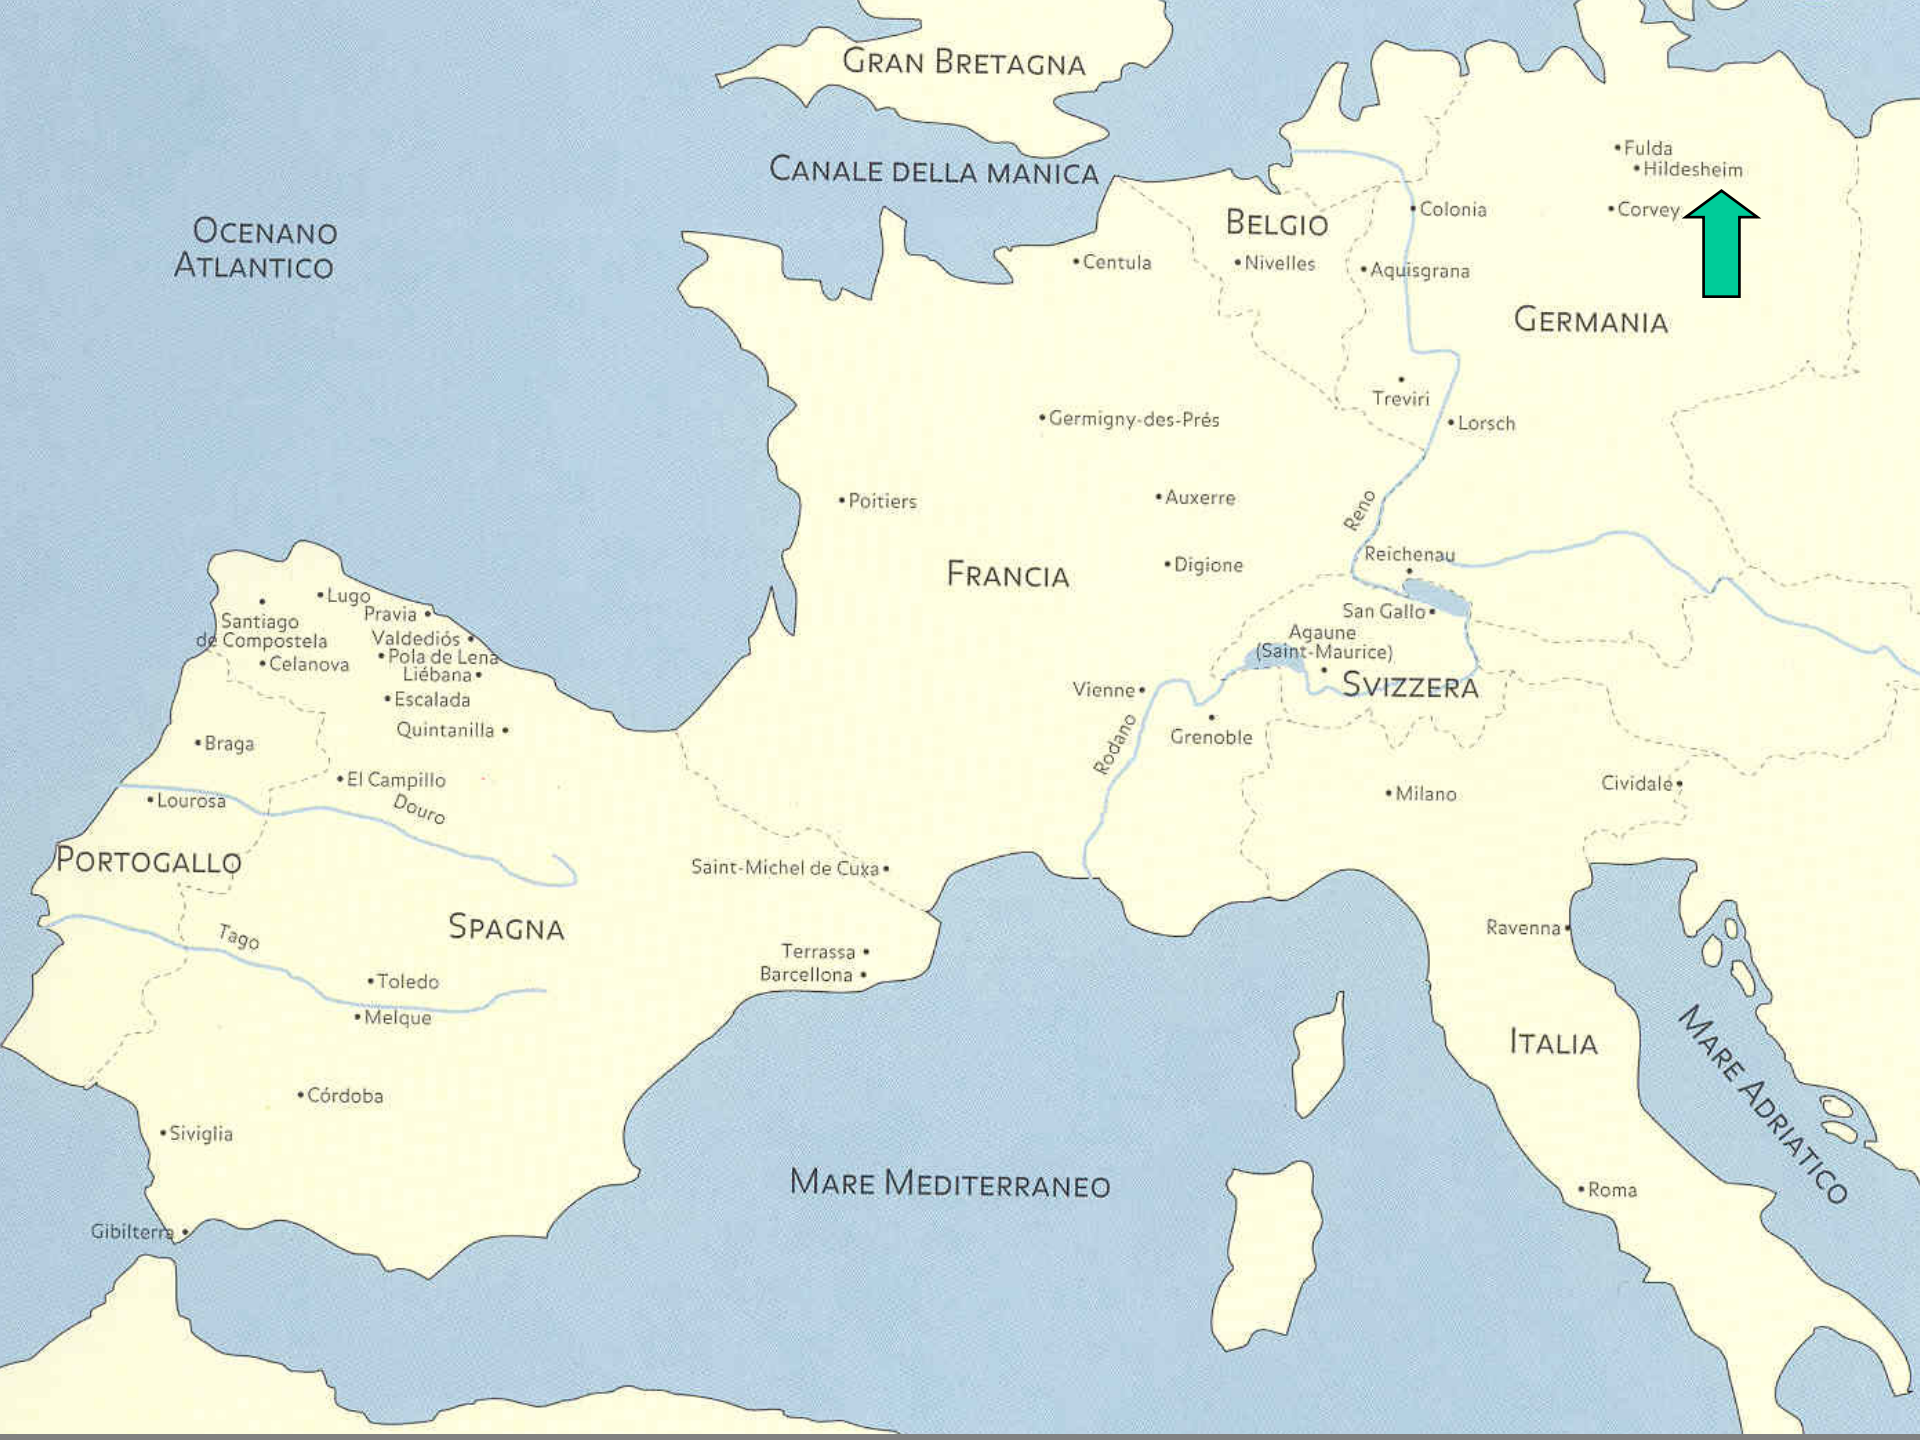 GRAN BRETAGNA
CANALE DELLA MANICA
OCENANO
ATLANTICO
Fulda
Hildesheim
Corvey
Colonia
BELGIO
Nivelles
Centula
Aquisgrana
GERMANIA
Treviri
Lorsch
Germigny-des-Prés
Poitiers
Auxerre
Reno
Reichenau
Digione
FRANCIA
San Gallo
Agaune
(Saint-Maurice)
SVIZZERA
Vienne
Rodano
Grenoble
Lugo
Santiago
de Compostela
Pravia
Valdediós
Pola de Lena
Liébana
Celanova
Escalada
Quintanilla
Braga
El Campillo
Lourosa
Douro
Milano
Cividale
PORTOGALLO
Saint-Michel de Cuxa
SPAGNA
Tago
Ravenna
Terrassa
Barcellona
Toledo
Melque
ITALIA
MARE ADRIATICO
Córdoba
Siviglia
MARE MEDITERRANEO
Roma
Gibilterra